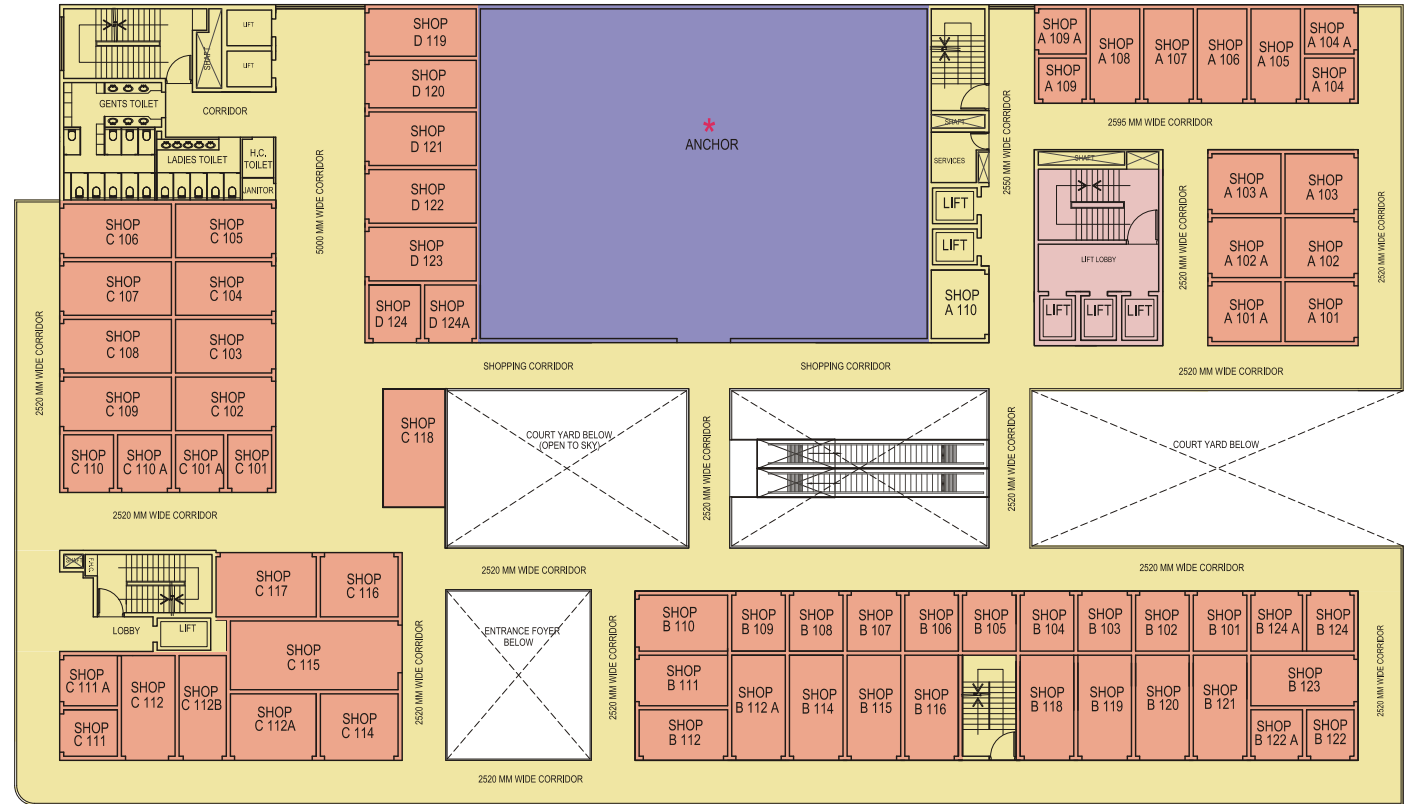 LIFT
LIFT
SHAFT
GENTS TOILET
CORRIDOR
LADIES TOILET
H.C.
TOILET
JANITOR
5000 MM WIDE CORRIDOR
SHOP
D 119
SHOP
D 120
SHOP
D 121
SHOP
D 122
SHOP
D 123
SHOP
D 124
SHOP
D 124A
*
ANCHOR
SHAFT
SERVICES
LIFT
LIFT
SHOP
A 110
2550 MM WIDE CORRIDOR
SHOP
A 109 A
SHOP
A 109
SHOP
A 108
SHOP
A 107
SHOP
A 106
SHOP
A 105
SHOP
A 104 A
SHOP
A 104
2595 MM WIDE CORRIDOR
SHAFT
LIFT LOBBY
LIFT
LIFT
LIFT
2520 MM WIDE CORRIDOR
SHOP
A 103 A
SHOP
A 103
SHOP
A 102 A
SHOP
A 102
SHOP
A 101 A
SHOP
A 101
2520 MM WIDE CORRIDOR
2520 MM WIDE CORRIDOR
SHOP
C 106
SHOP
C 105
SHOP
C 107
SHOP
C 104
SHOP
C 108
SHOP
C 103
SHOP
C 109
SHOP
C 102
SHOP
C 110
SHOP
C 110 A
SHOP
C 101 A
SHOP
C 101
2520 MM WIDE CORRIDOR
SHOPPING CORRIDOR
SHOPPING CORRIDOR
2520 MM WIDE CORRIDOR
SHOP
C 118
COURT YARD BELOW
(OPEN TO SKY)
2520 MM WIDE CORRIDOR
2520 MM WIDE CORRIDOR
COURT YARD BELOW
2520 MM WIDE CORRIDOR
2520 MM WIDE CORRIDOR
SHAFT
F.H.C.
LOBBY
LIFT
SHOP
C 117
SHOP
C 116
SHOP
C 115
SHOP
C 111 A
SHOP
C 111
SHOP
C 112
SHOP
C 112B
SHOP
C 112A
SHOP
C 114
2520 MM WIDE CORRIDOR
ENTRANCE FOYER
BELOW
2520 MM WIDE CORRIDOR
2520 MM WIDE CORRIDOR
SHOP
B 110
SHOP
B 109
SHOP
B 108
SHOP
B 107
SHOP
B 106
SHOP
B 105
SHOP
B 104
SHOP
B 103
SHOP
B 102
SHOP
B 101
SHOP
B 124 A
SHOP
B 124
SHOP
B 111
SHOP
B 112
SHOP
B 112 A
SHOP
B 114
SHOP
B 115
SHOP
B 116
SHOP
B 118
SHOP
B 119
SHOP
B 120
SHOP
B 121
SHOP
B 123
SHOP
B 122 A
SHOP
B 122
2520 MM WIDE CORRIDOR
2520 MM WIDE CORRIDOR